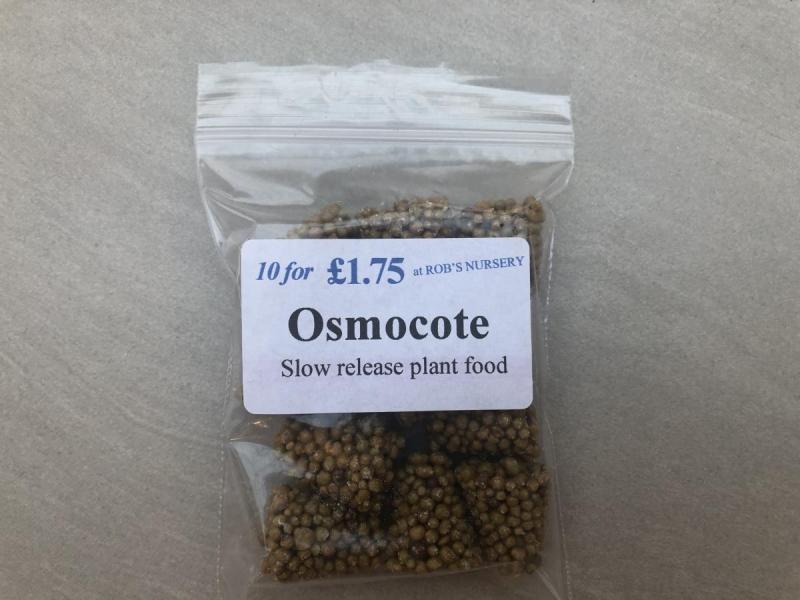 10 for £1.75 at ROB'S NURSERY
Osmocote
Slow release plant food